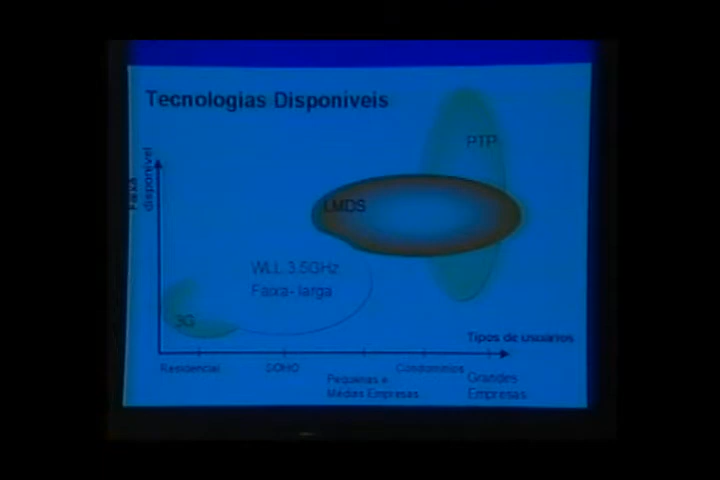 Tecnologias Disponíveis
PTP
Faixa
disponível
LMDS
WLL 3.5GHz
Faixa- larga
3G
Tipos de usuários
Residencial
SOHO
Pequenas e
Médias Empresas
Condomínios
Grandes
Empresas